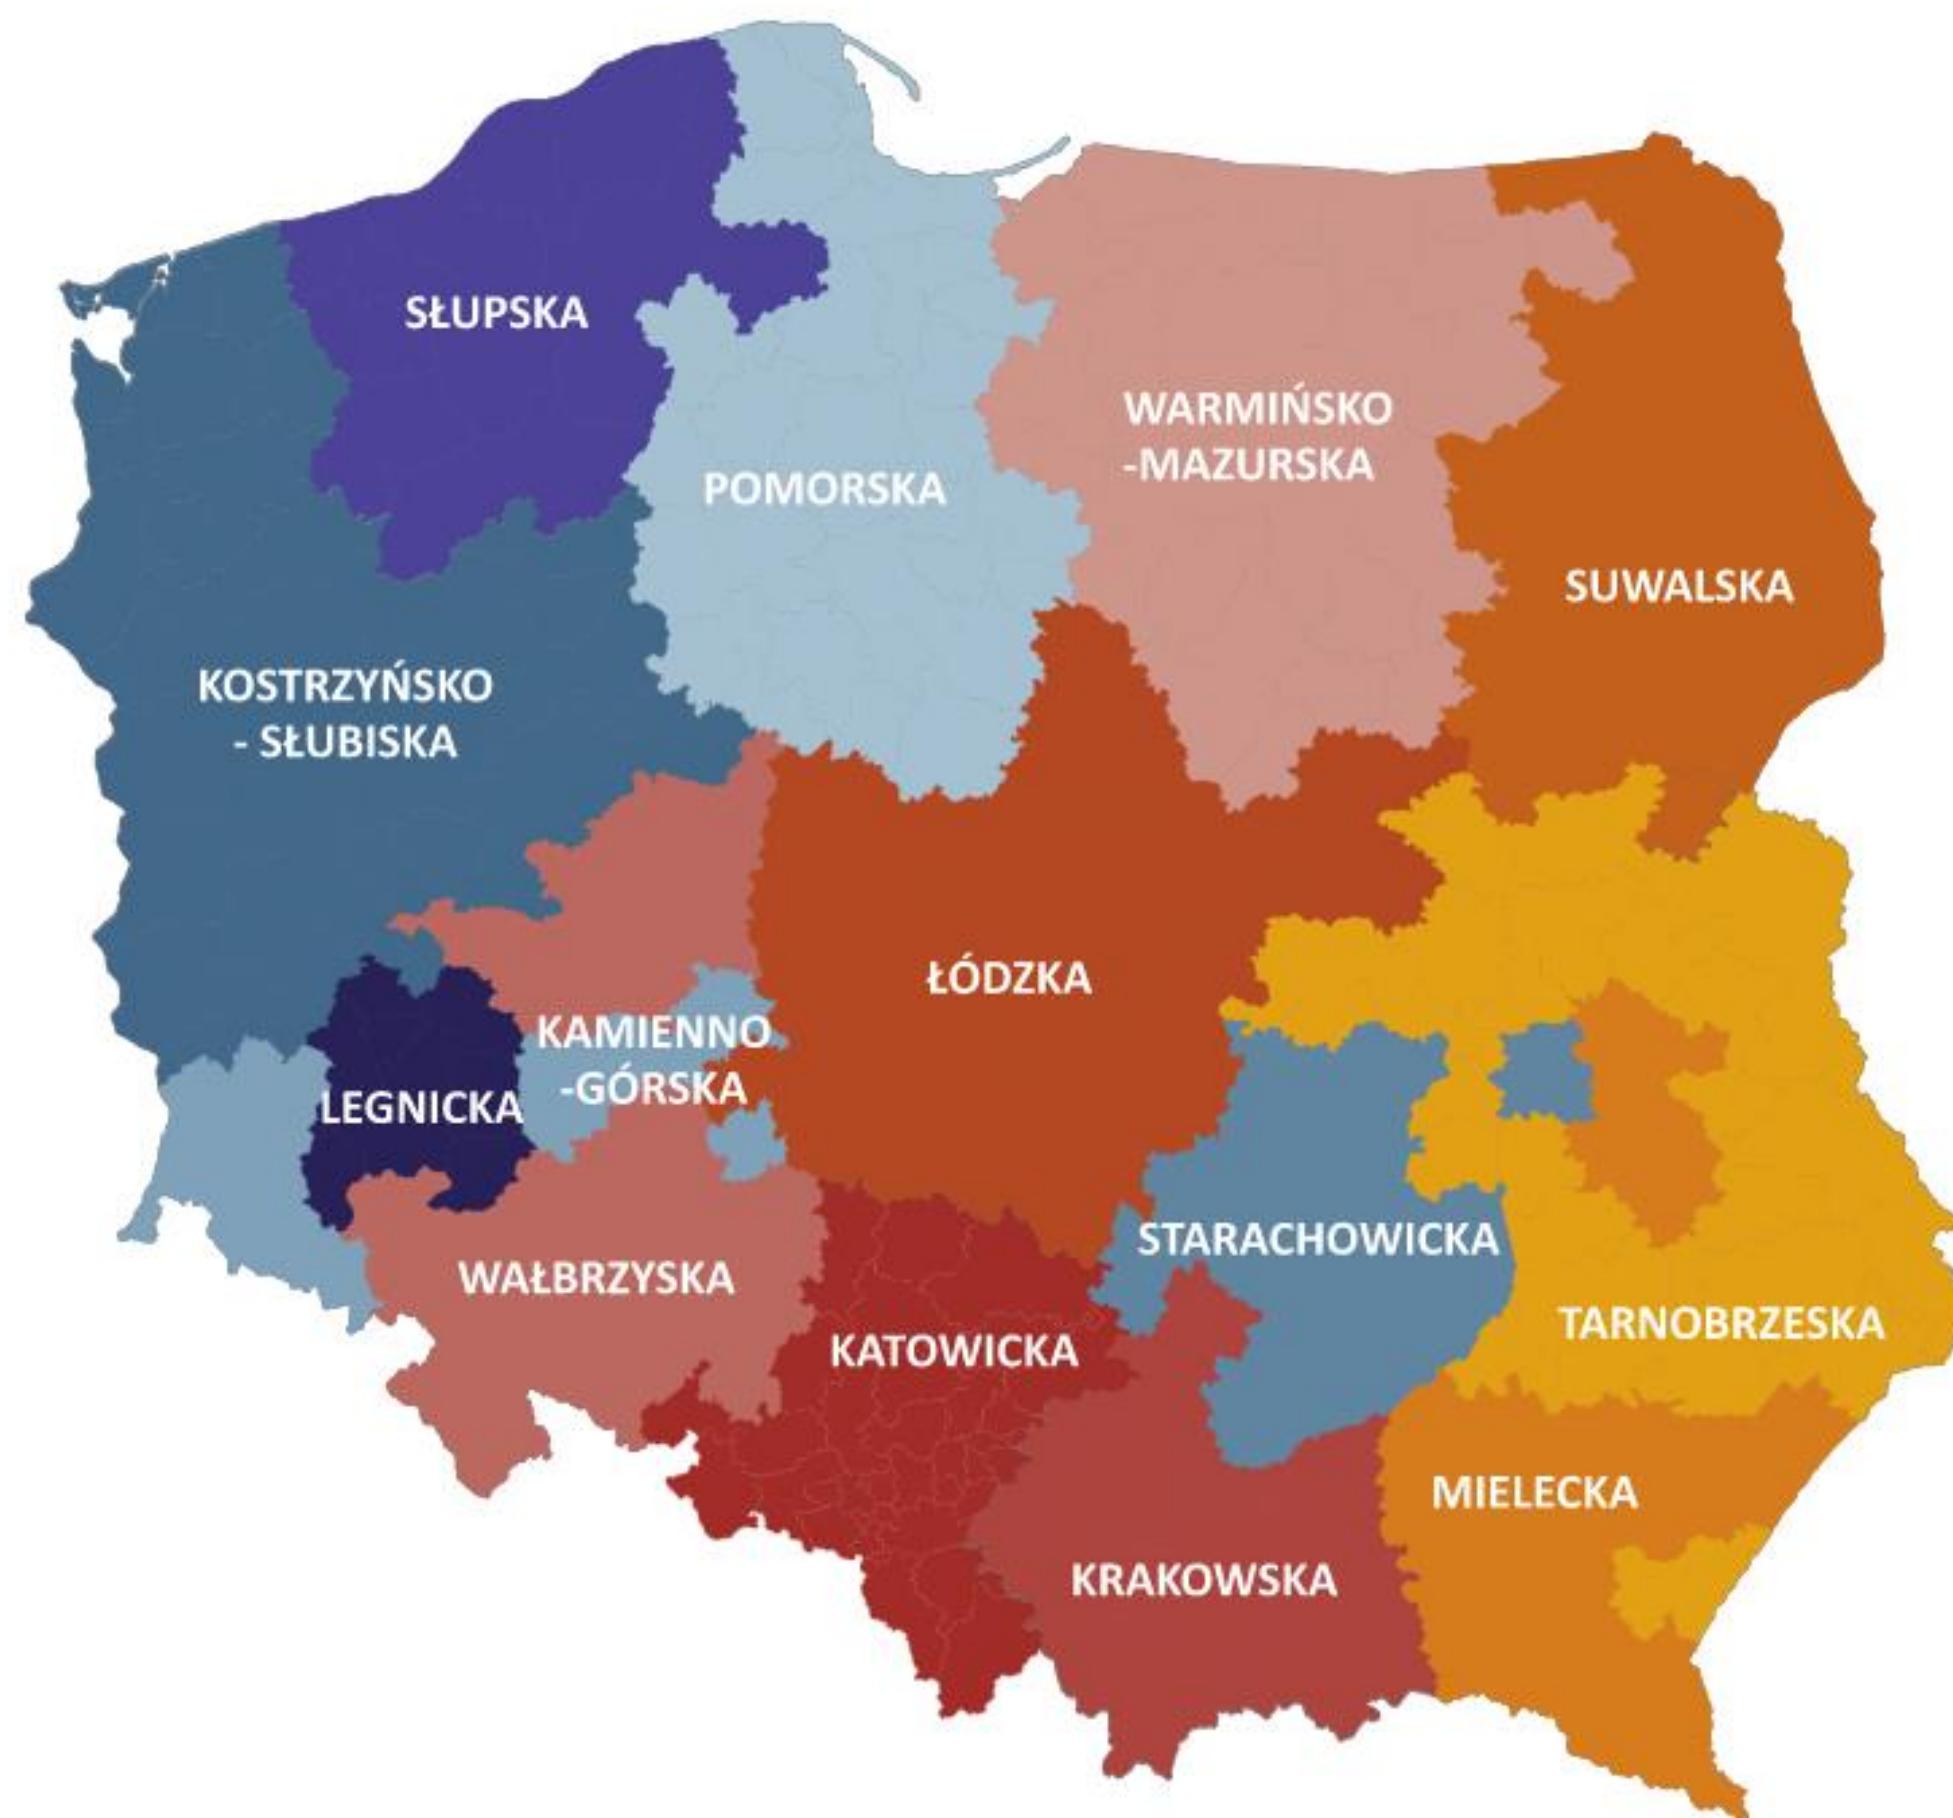 SŁUPSKA
WARMIŃSKO
-MAZURSKA
POMORSKA
SUWALSKA
KOSTRZYŃSKO
- SŁUBISKA
ŁÓDZKA
KAMIENNO
-GÓRSKA
LEGNICKA
STARACHOWICKA
WAŁBRZYSKA
TARNOBRZESKA
KATOWICKA
MIELECKA
KRAKOWSKA